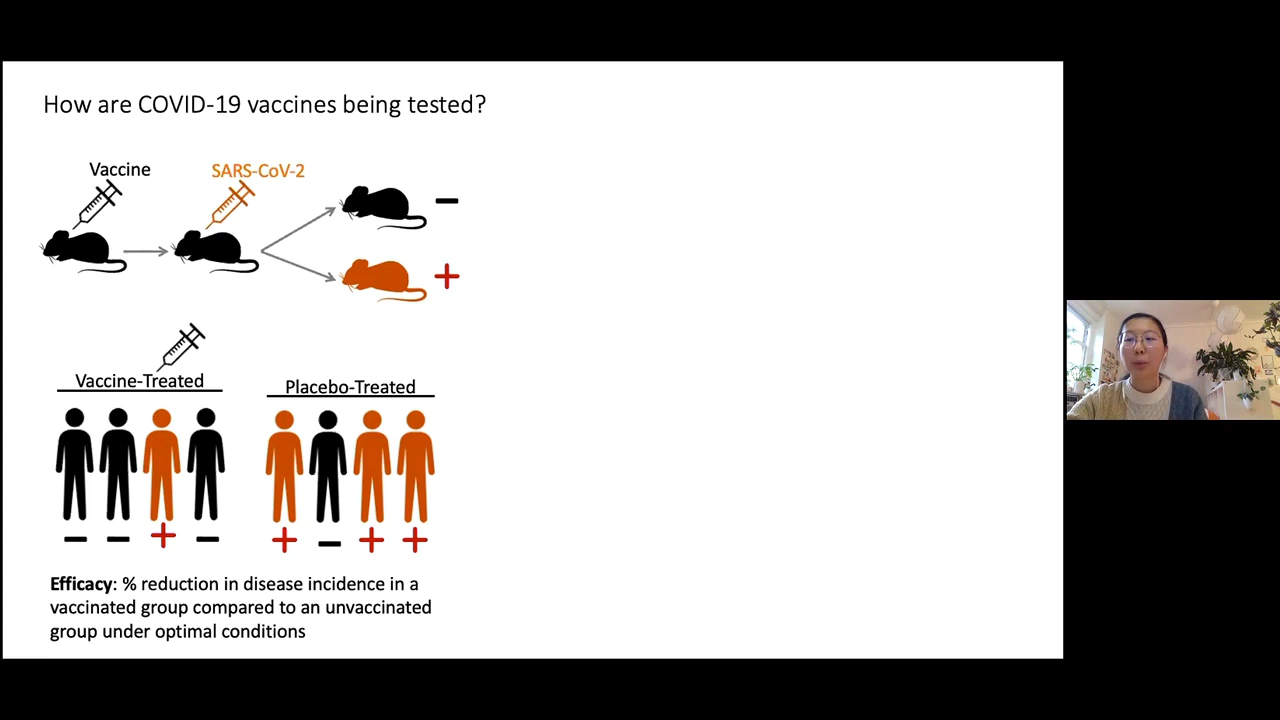 How are COVID-19 vaccines being tested?
Vaccine
SARS-CoV-2
Vaccine-Treated
Placebo-Treated
Efficacy: % reduction in disease incidence in a
vaccinated group compared to an unvaccinated
group under optimal conditions